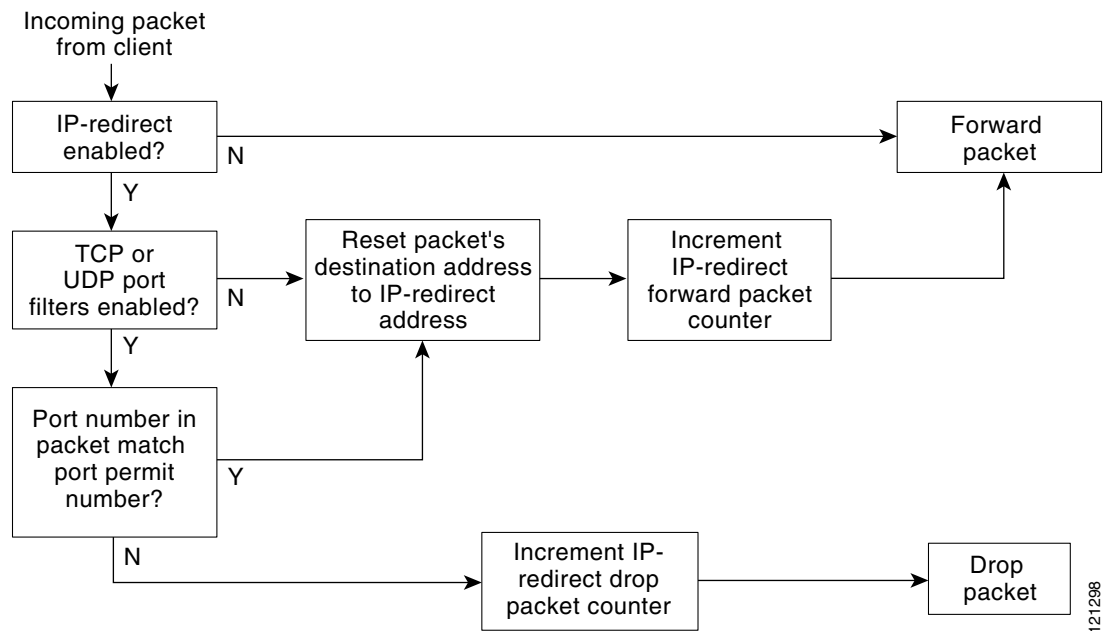 Incoming packet
from client
IP-redirect
enabled?
N
Forward
packet
Y
TCP or
UDP port
filters enabled?
N
Reset packet's
destination address
to IP-redirect
address
Increment
IP-redirect
forward packet
counter
Y
Port number in
packet match
port permit
number?
Y
N
Increment IP-
redirect drop
packet counter
Drop
packet
121298